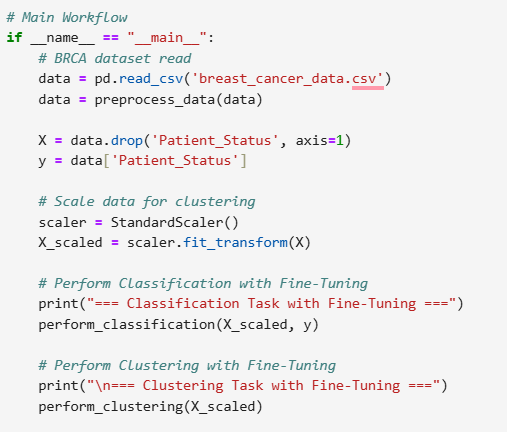 # Main Workflow
if __name__ == "__main__":
    # BRCA dataset read
    data = pd.read_csv('breast_cancer_data.csv')
    data = preprocess_data(data)

    X = data.drop('Patient_Status', axis=1)
    y = data['Patient_Status']

    # Scale data for clustering
    scaler = StandardScaler()
    X_scaled = scaler.fit_transform(X)

    # Perform Classification with Fine-Tuning
    print("=== Classification Task with Fine-Tuning ===")
    perform_classification(X_scaled, y)

    # Perform Clustering with Fine-Tuning
    print("\n=== Clustering Task with Fine-Tuning ===")
    perform_clustering(X_scaled)